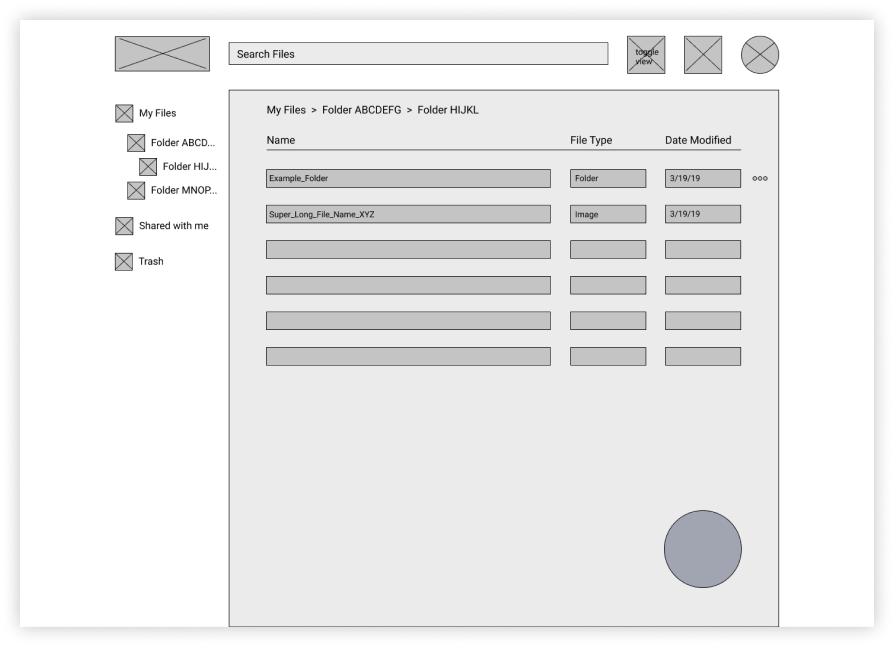 Search Files
toggle
view
My Files
Folder ABCD...
Folder HIJ...
Folder MNOP...
Shared with me
Trash
My Files > Folder ABCDEFG > Folder HIJKL
Name File Type Date Modified
Example_Folder Folder 3/19/19
Super_Long_File_Name_XYZ Image 3/19/19